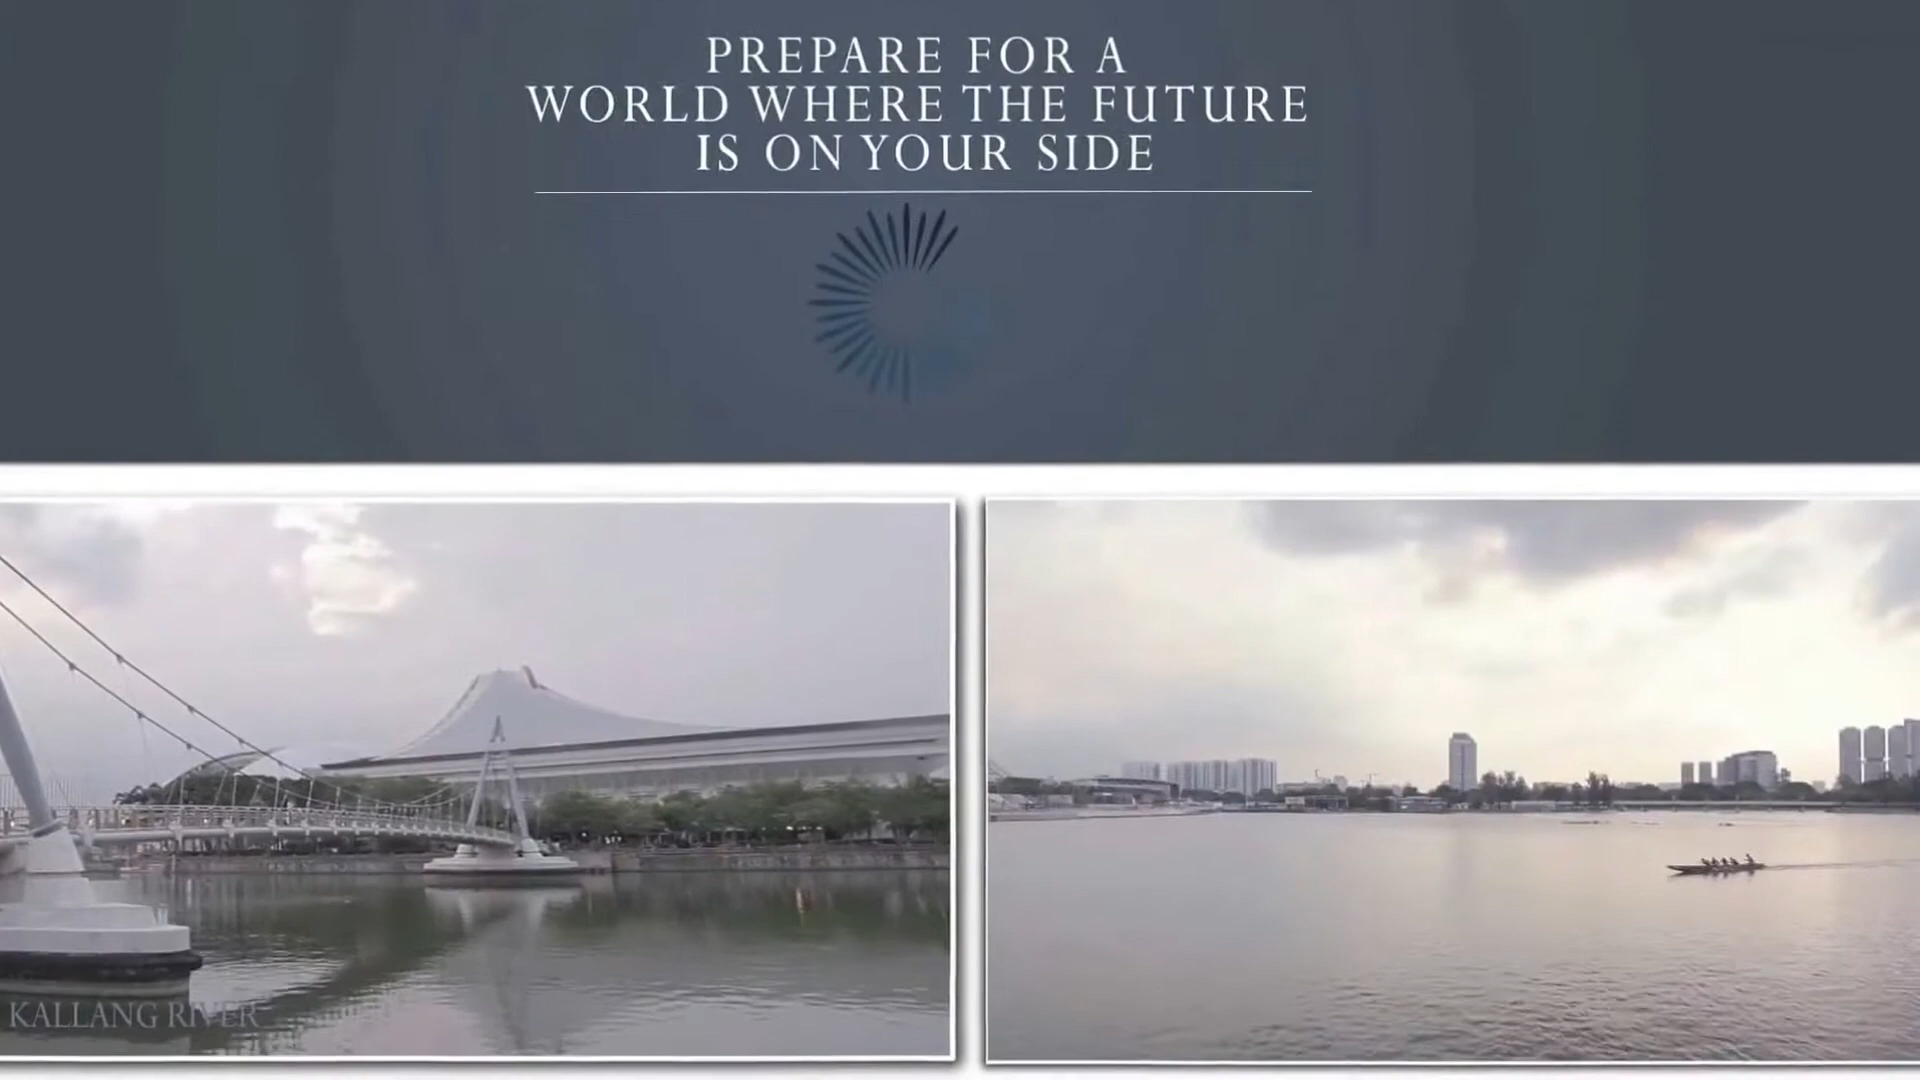 PREPARE FOR A
WORLD WHERE THE FUTURE
IS ON YOUR SIDE
KALLANG RIVER